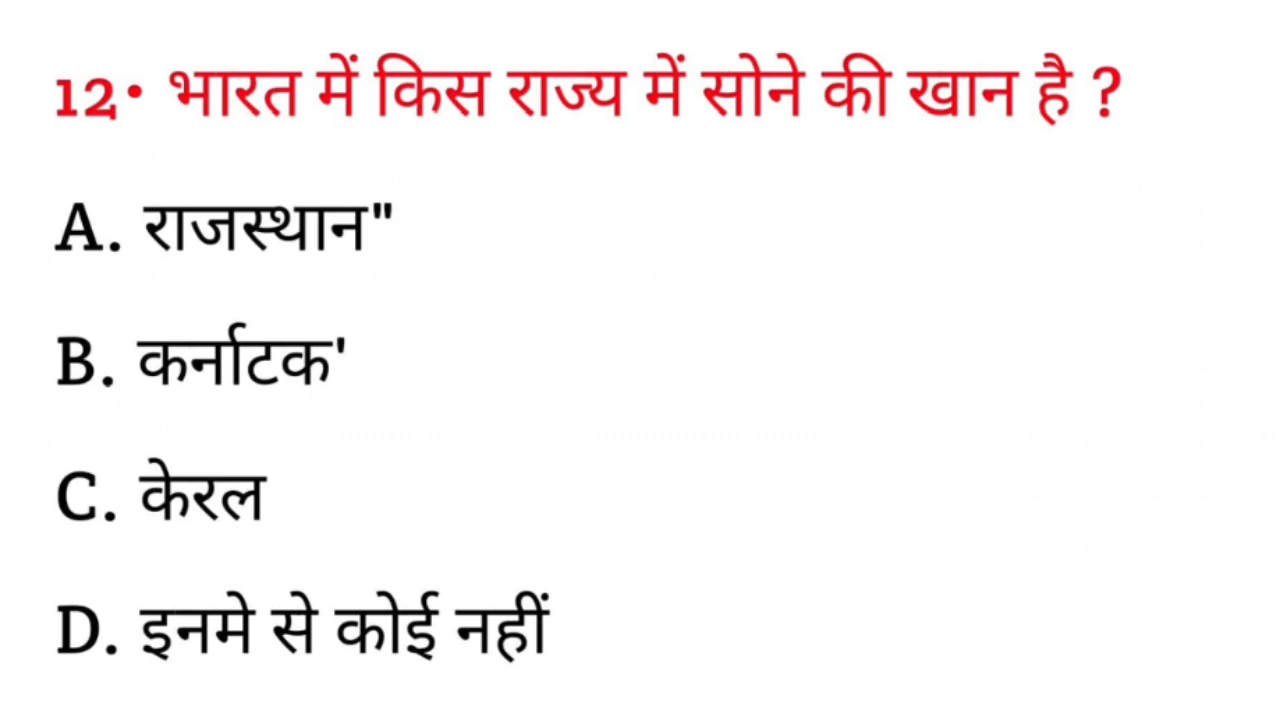 12• भारत में किस राज्य में सोने की खान है ?
A. राजस्थान"
B. कर्नाटक'
C. केरल
D. इनमे से कोई नहीं